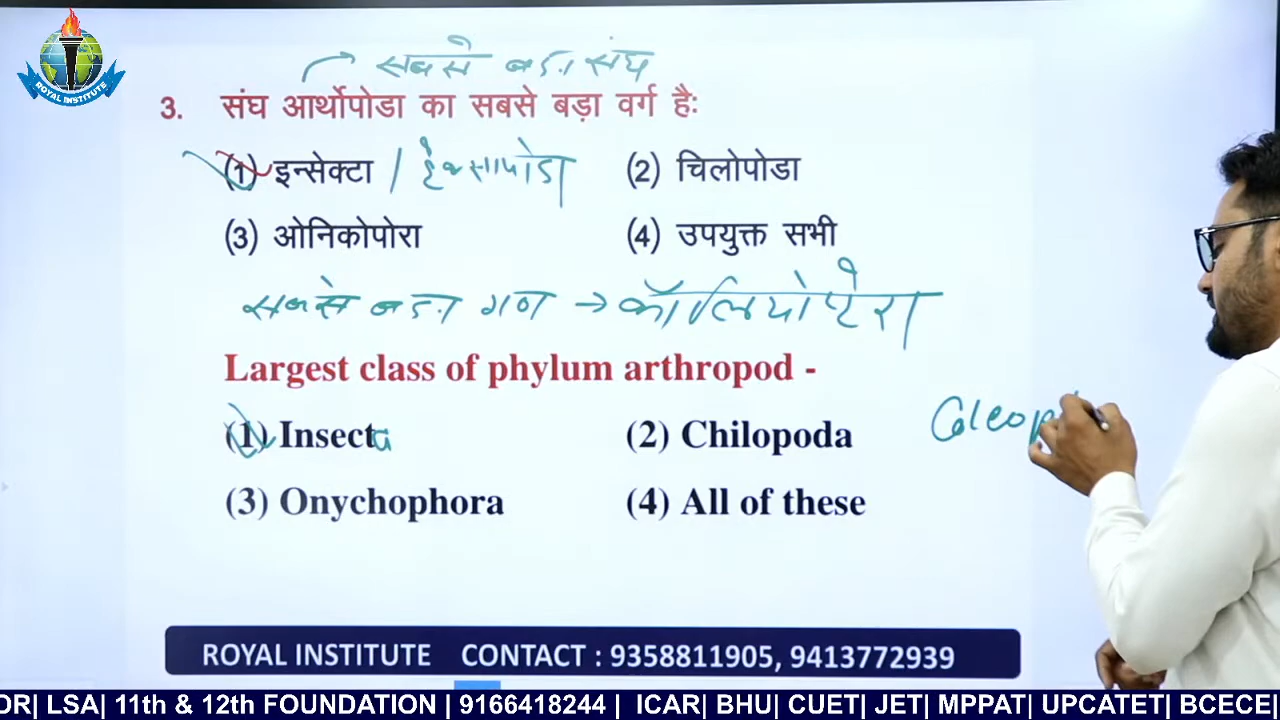 ROYAL INSTITUTE
सबसे बड़ा संघ
3. संघ आर्थोपोडा का सबसे बड़ा वर्ग हैः
(1) इन्सेक्टा / हैक्सापोडा (2) चिलोपोडा
(3) ओनिकोपोरा (4) उपयुक्त सभी
सबसे बड़ा गण → कॉलियोप्टेरा
Largest class of phylum arthropod -
(1) Insecta (2) Chilopoda
Coleop
(3) Onychophora (4) All of these
ROYAL INSTITUTE CONTACT : 9358811905, 9413772939
OR| LSA| 11th & 12th FOUNDATION | 9166418244 | ICAR| BHU| CUET| JET| MPPAT| UPCATET| BCECE|